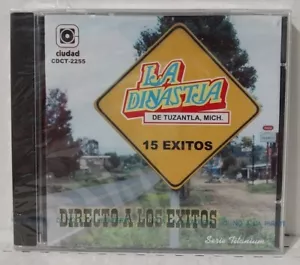 ciudad
CDCT-2255
LA
DINASTIA
DE TUZANTLA, MICH.
15 EXITOS
DIRECTO A LOS EXITOS
Serie Titanium